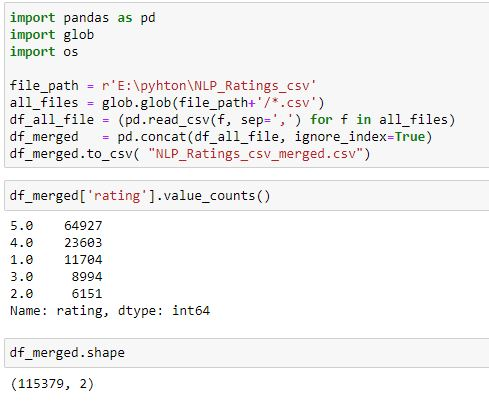 import pandas as pd
import glob
import os
file_path = r'E:\pyhton\NLP_Ratings_csv'
all_files = glob.glob(file_path+'/*.csv')
df_all_file = (pd.read_csv(f, sep=',') for f in all_files)
df_merged   = pd.concat(df_all_file, ignore_index=True)
df_merged.to_csv( "NLP_Ratings_csv_merged.csv")
df_merged['rating'].value_counts()
5.0    64927
4.0    23603
1.0    11704
3.0     8994
2.0     6151
Name: rating, dtype: int64
df_merged.shape
(115379, 2)